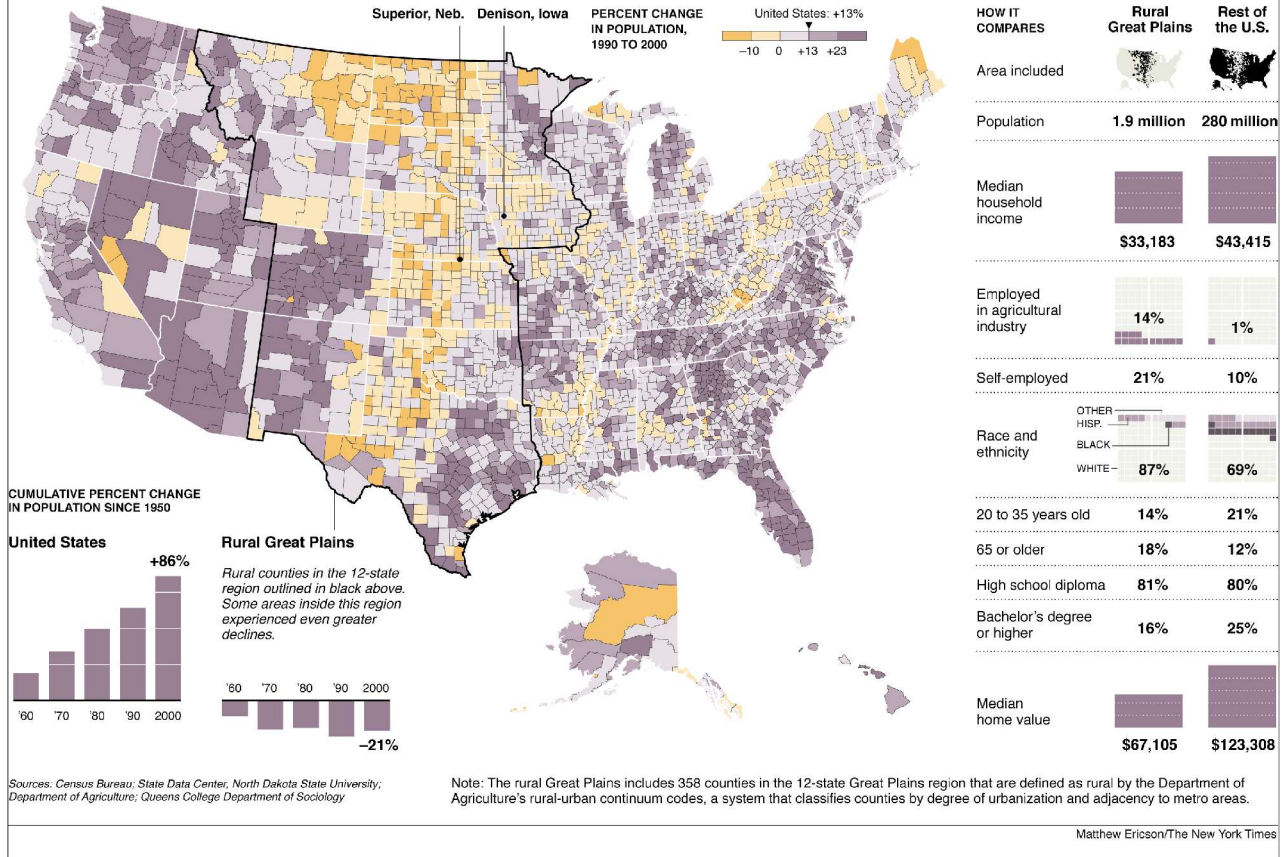 Superior, Neb. Denison, Iowa
PERCENT CHANGE
IN POPULATION,
1990 TO 2000
United States: +13%
–10 0 +13 +23
HOW IT
COMPARES
Rural
Great Plains
Rest of
the U.S.
Area included
Population 1.9 million 280 million
Median
household
income
$33,183 $43,415
Employed
in agricultural
industry
14% 1%
Self-employed 21% 10%
Race and
ethnicity
OTHER
HISP.
BLACK
WHITE
87% 69%
20 to 35 years old 14% 21%
65 or older 18% 12%
High school diploma 81% 80%
Bachelor's degree
or higher
16% 25%
Median
home value
$67,105 $123,308
CUMULATIVE PERCENT CHANGE
IN POPULATION SINCE 1950
United States
+86%
'60 '70 '80 '90 2000
Rural Great Plains
Rural counties in the 12-state
region outlined in black above.
Some areas inside this region
experienced even greater
declines.
'60 '70 '80 '90 2000
–21%
Sources: Census Bureau; State Data Center, North Dakota State University;
Department of Agriculture; Queens College Department of Sociology
Note: The rural Great Plains includes 358 counties in the 12-state Great Plains region that are defined as rural by the Department of
Agriculture's rural-urban continuum codes, a system that classifies counties by degree of urbanization and adjacency to metro areas.
Matthew Ericson/The New York Times